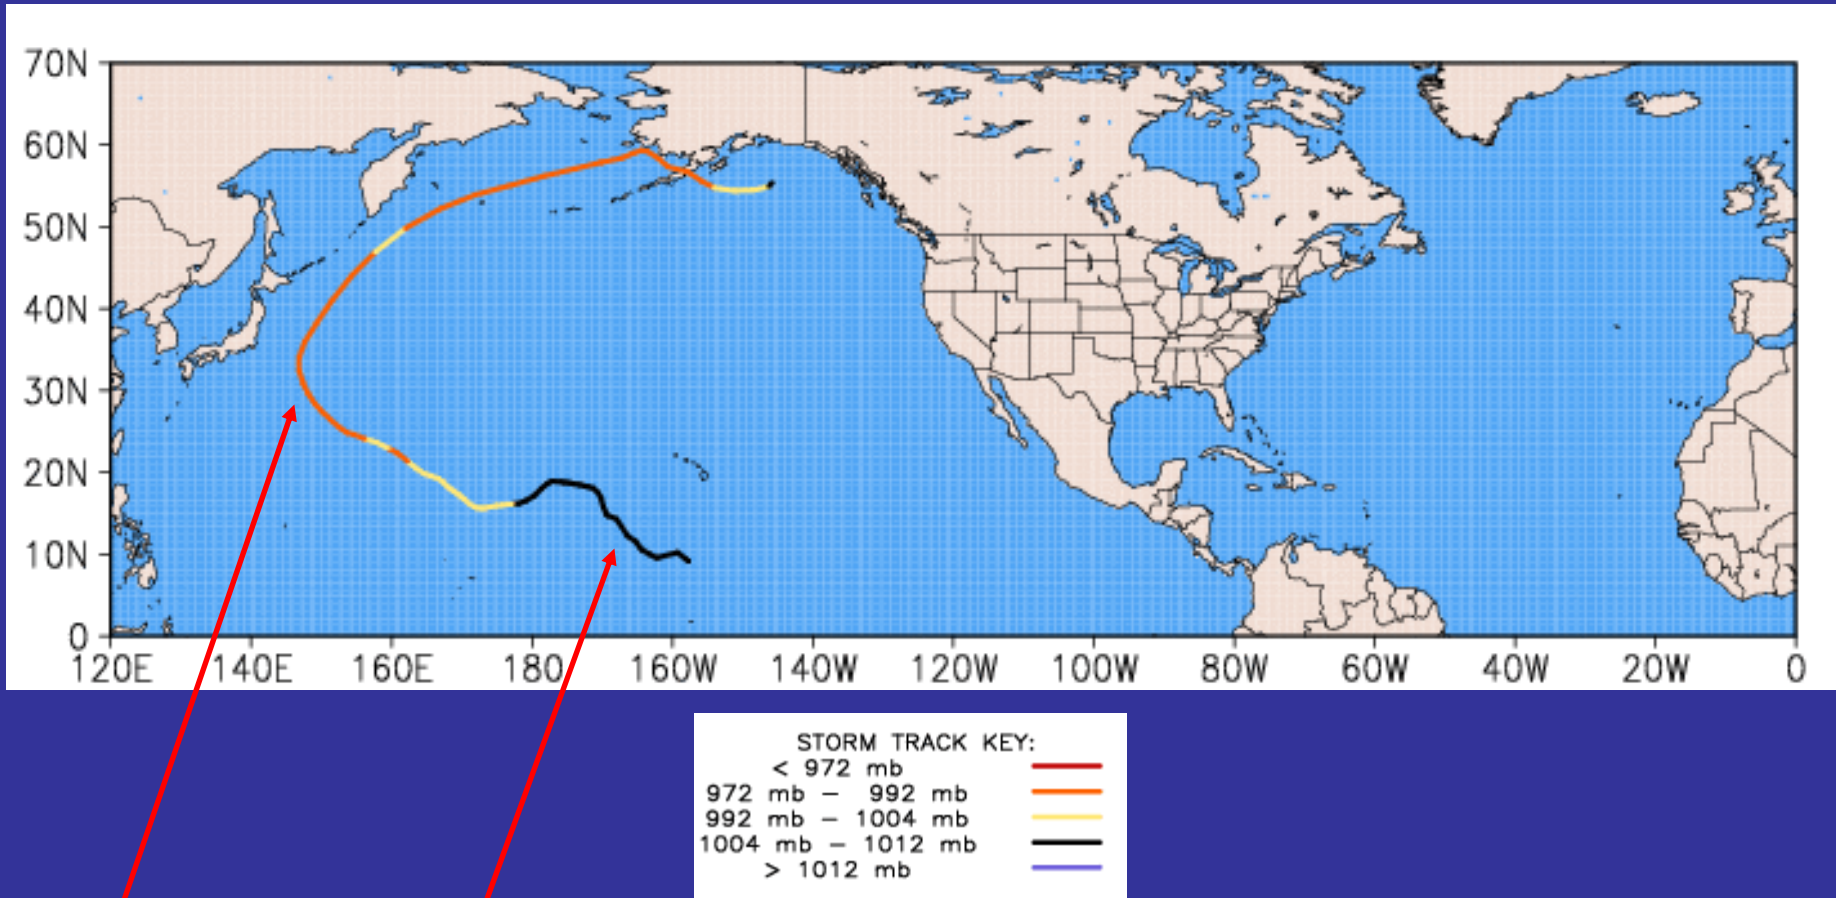 70N
60N
50N
40N
30N
20N
10N
0
120E 140E 160E 180 160W 140W 120W 100W 80W 60W 40W 20W 0
STORM TRACK KEY:
< 972 mb
972 mb – 992 mb
992 mb – 1004 mb
1004 mb – 1012 mb
> 1012 mb